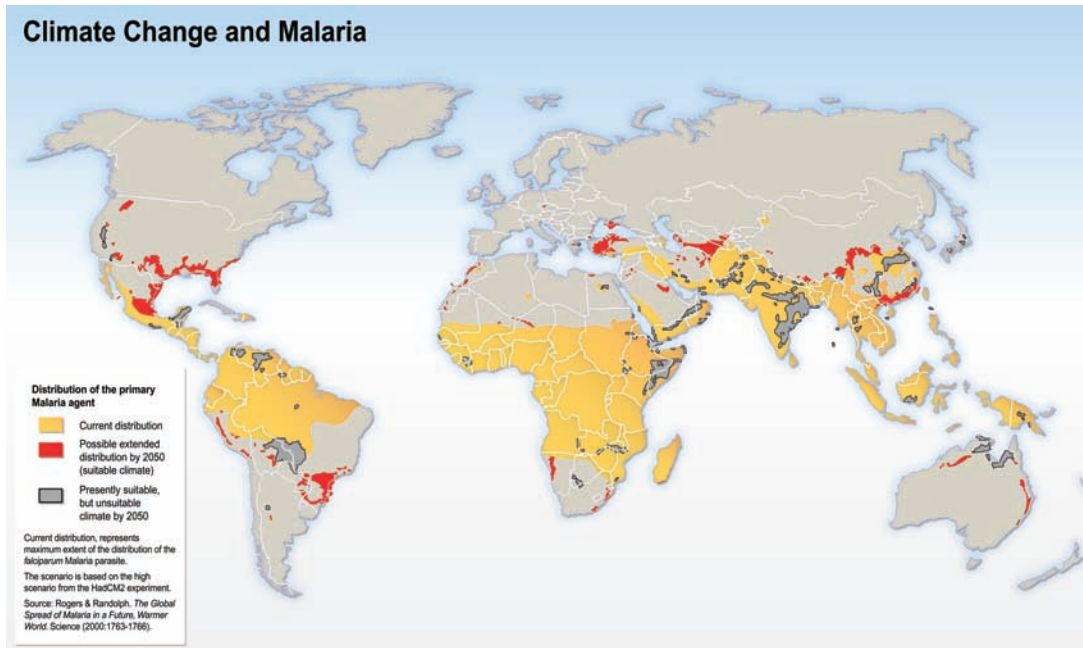 Climate Change and Malaria
Distribution of the primary
Malaria agent
Current distribution
Possible extended
distribution by 2050
(suitable climate)
Presently suitable,
but unsuitable
climate by 2050
Current distribution, represents
maximum extent of the distribution of the
falciparum Malaria parasite.
The scenario is based on the high
scenario from the HadCM2 experiment.
Source: Rogers & Randolph. The Global
Spread of Malaria in a Future, Warmer
World. Science (2000:1763-1766).